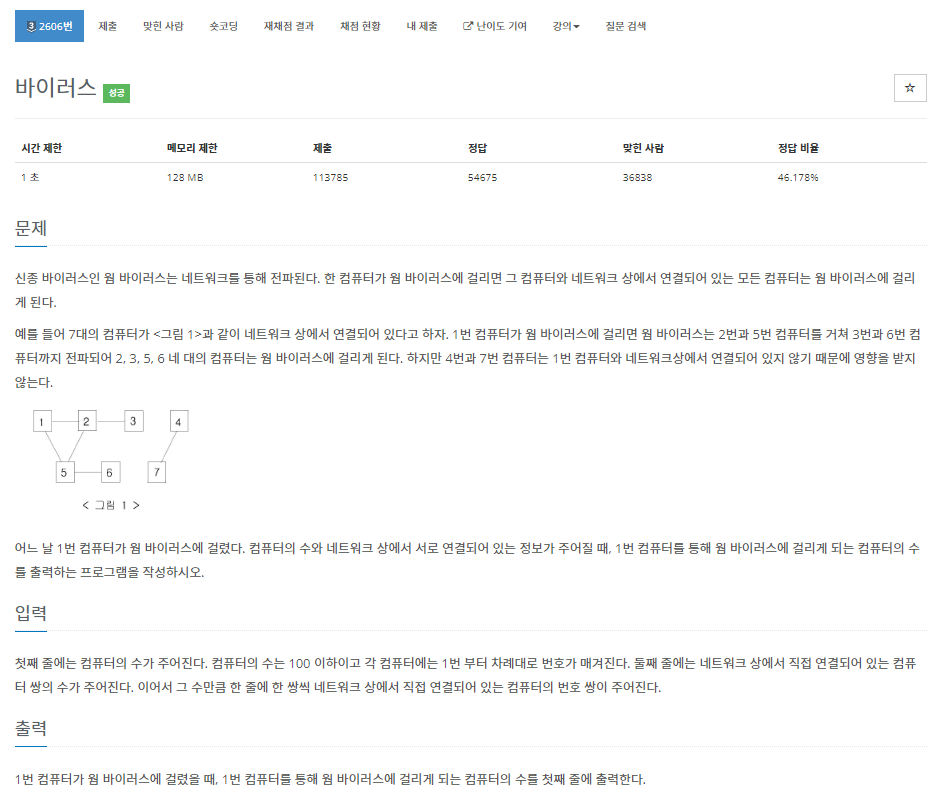 3 2606번 제출 맞힌 사람 숏코딩 재채점 결과 채점 현황 내 제출 난이도 기여 강의 질문 검색
바이러스 성공
시간 제한 메모리 제한 제출 정답 맞힌 사람 정답 비율
1 초 128 MB 113785 54675 36838 46.178%
문제
신종 바이러스인 웜 바이러스는 네트워크를 통해 전파된다. 한 컴퓨터가 웜 바이러스에 걸리면 그 컴퓨터와 네트워크 상에서 연결되어 있는 모든 컴퓨터는 웜 바이러스에 걸리
게 된다.
예를 들어 7대의 컴퓨터가 <그림 1>과 같이 네트워크 상에서 연결되어 있다고 하자. 1번 컴퓨터가 웜 바이러스에 걸리면 웜 바이러스는 2번과 5번 컴퓨터를 거쳐 3번과 6번 컴
퓨터까지 전파되어 2, 3, 5, 6 네 대의 컴퓨터는 웜 바이러스에 걸리게 된다. 하지만 4번과 7번 컴퓨터는 1번 컴퓨터와 네트워크상에서 연결되어 있지 않기 때문에 영향을 받지
않는다.
1 2 3 4
5 6 7
< 그림 1 >
어느 날 1번 컴퓨터가 웜 바이러스에 걸렸다. 컴퓨터의 수와 네트워크 상에서 서로 연결되어 있는 정보가 주어질 때, 1번 컴퓨터를 통해 웜 바이러스에 걸리게 되는 컴퓨터의 수
를 출력하는 프로그램을 작성하시오.
입력
첫째 줄에는 컴퓨터의 수가 주어진다. 컴퓨터의 수는 100 이하이고 각 컴퓨터에는 1번 부터 차례대로 번호가 매겨진다. 둘째 줄에는 네트워크 상에서 직접 연결되어 있는 컴퓨
터 쌍의 수가 주어진다. 이어서 그 수만큼 한 줄에 한 쌍씩 네트워크 상에서 직접 연결되어 있는 컴퓨터의 번호 쌍이 주어진다.
출력
1번 컴퓨터가 웜 바이러스에 걸렸을 때, 1번 컴퓨터를 통해 웜 바이러스에 걸리게 되는 컴퓨터의 수를 첫째 줄에 출력한다.